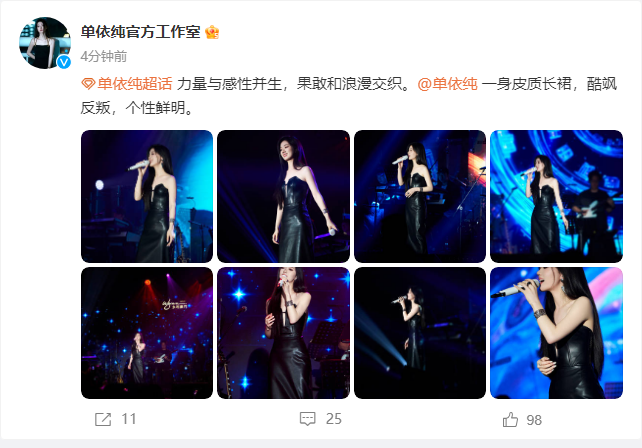 单依纯官方工作室
4分钟前
单依纯超话 力量与感性并生，果敢和浪漫交织。@单依纯 一身皮质长裙，酷飒
反叛，个性鲜明。
11
25
98